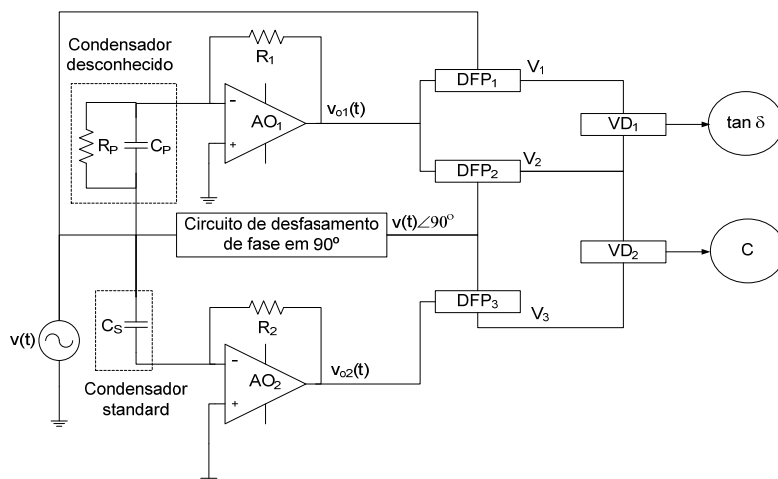 Condensador
desconhecido
R1
V1
DFP1
− 
AO1
+
vo1(t)
VD1
tan δ
RP
CP
V2
DFP2
Circuito de desfasamento
de fase em 90º
v(t)∠90°
VD2
C
DFP3
V3
CS
R2
v(t)
−
AO2
+
vo2(t)
Condensador
standard